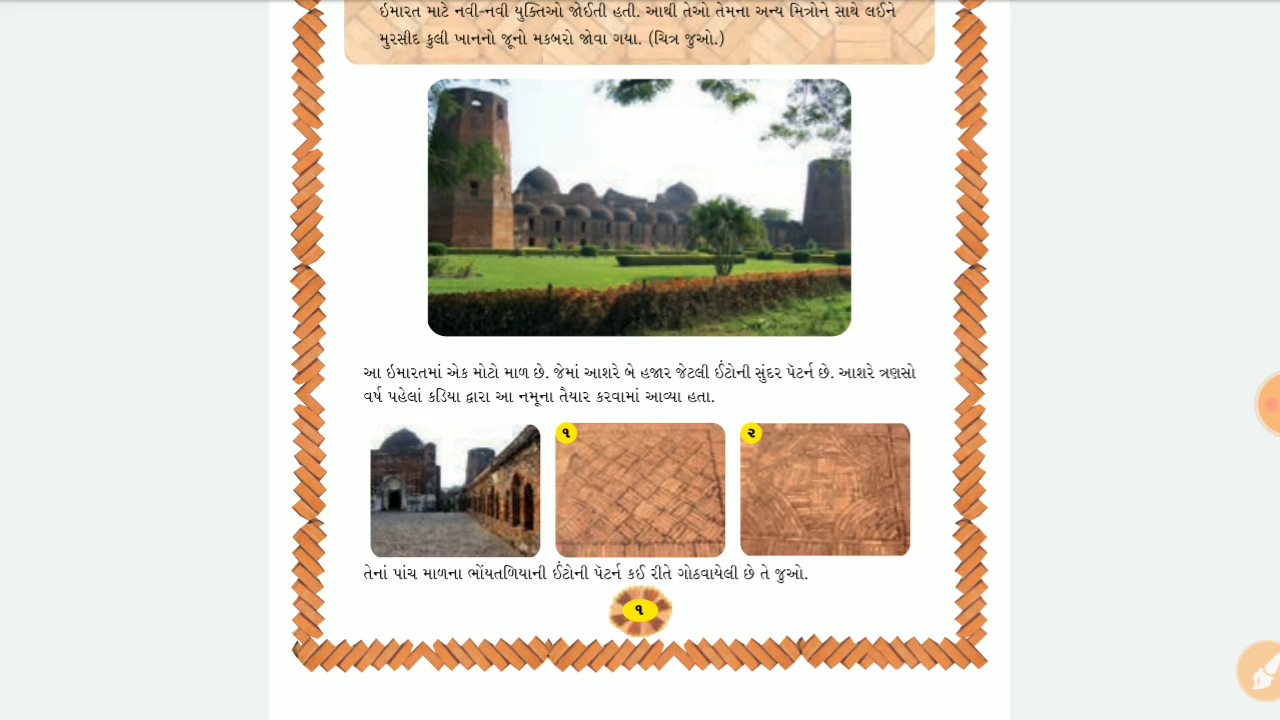 ઈમારત માટે નવી-નવી યુક્તિઓ જોઈતી હતી. આથી તેઓ તેમના અન્ય મિત્રોને સાથે લઈને
મુરસીદ કુલી ખાનનો જૂનો મકબરો જોવા ગયા. (ચિત્ર જુઓ.)
આ ઈમારતમાં એક મોટો માળ છે. જેમાં આશરે બે હજાર જેટલી ઈંટોની સુંદર પૅટર્ન છે. આશરે ત્રણસો
વર્ષ પહેલાં કડિયા દ્વારા આ નમૂના તૈયાર કરવામાં આવ્યા હતા.
૧
૨
તેનાં પાંચ માળના ભોંયતળિયાની ઈંટોની પૅટર્ન કઈ રીતે ગોઠવાયેલી છે તે જુઓ.
૧